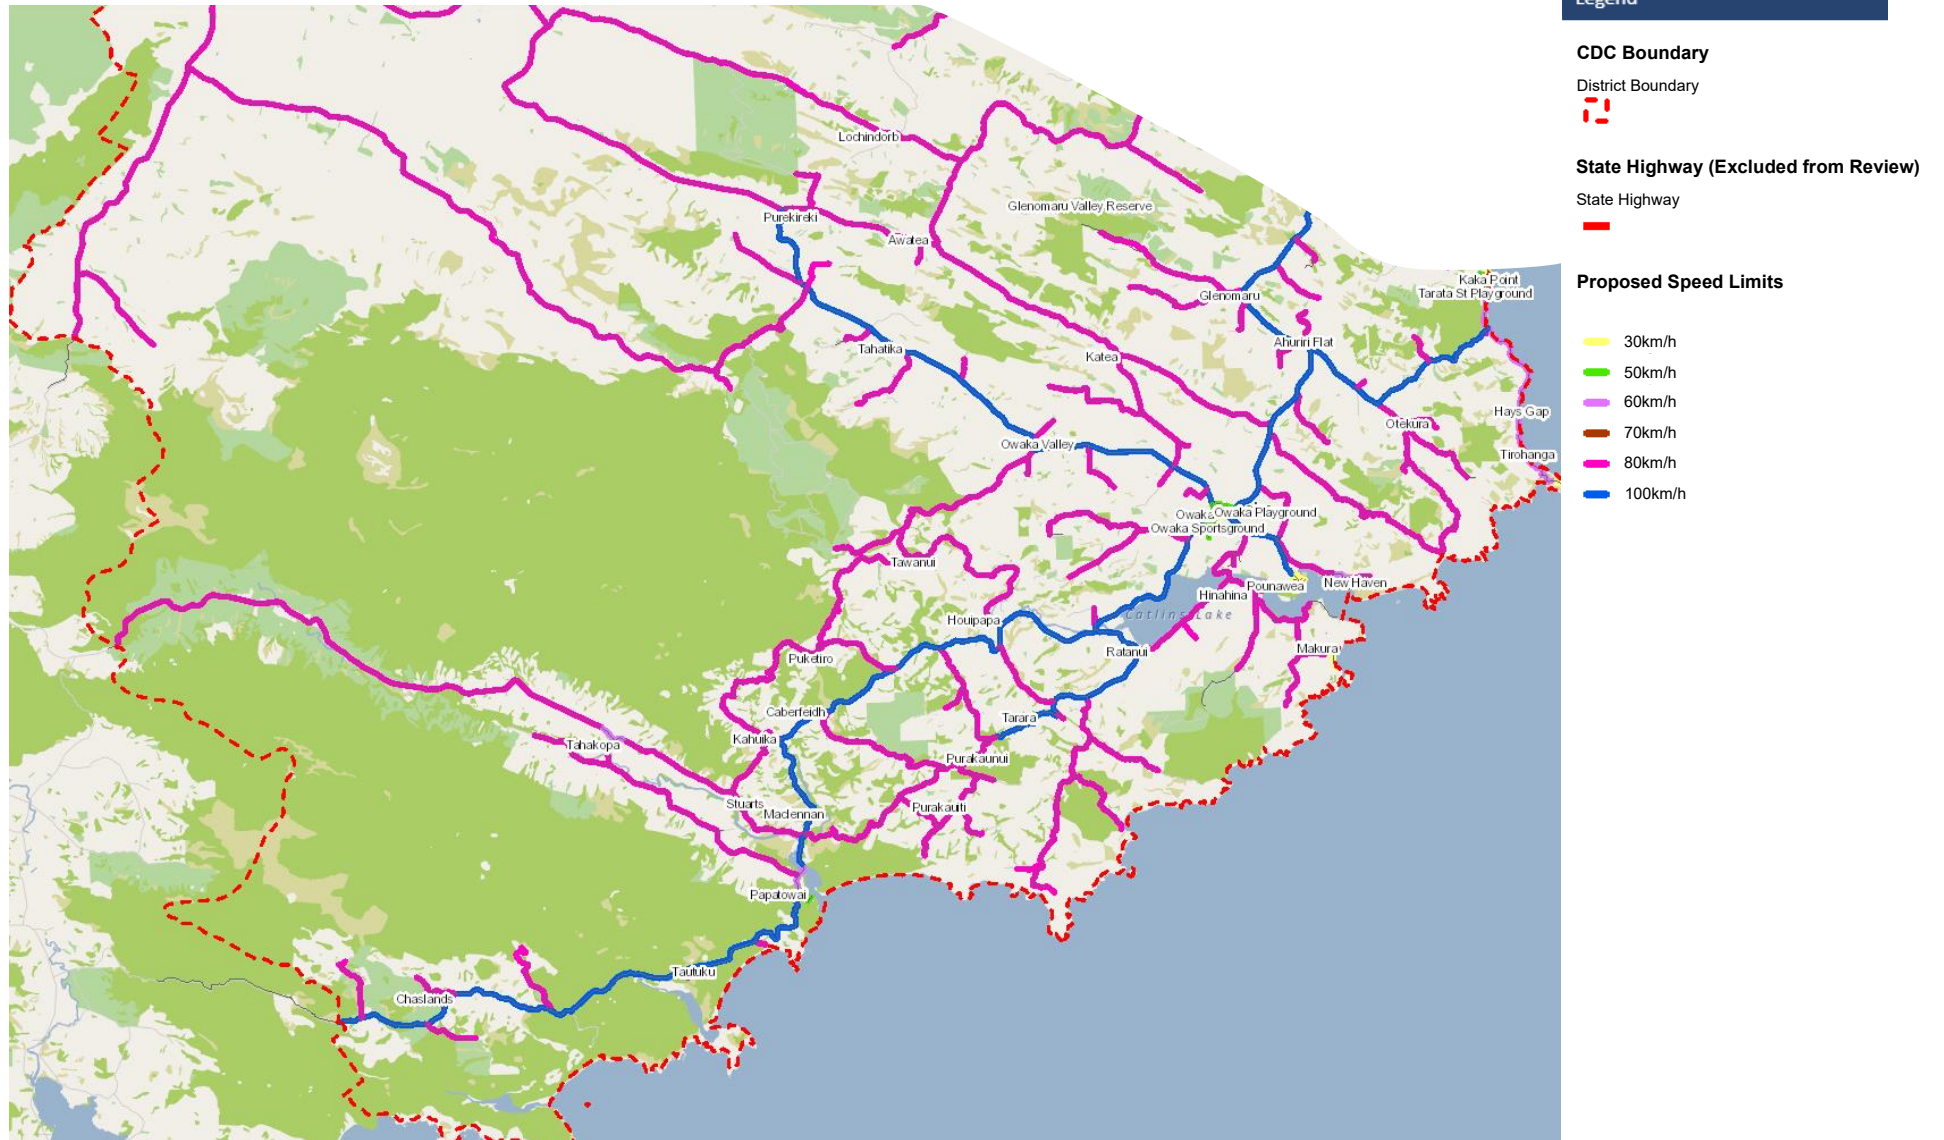 Legend
CDC Boundary
District Boundary
State Highway (Excluded from Review)
State Highway
Proposed Speed Limits
30km/h
50km/h
60km/h
70km/h
80km/h
100km/h
Lochindorb
Glenomaru Valley Reserve
Purekireki
Awatea
Kaka Point
Tarata St Playground
Glenomaru
Ahuriri Flat
Tahatika
Katea
Hays Gap
Otekura
Owaka Valley
Tirohanga
Owaka
Owaka Playground
Owaka Sportsground
Tawanui
New Haven
Pounawea
Hinahina
Catlins Lake
Houipapa
Ratanui
Makura
Puketiro
Caberfeidh
Tarara
Kahuika
Tahakopa
Purakaunui
Stuarts
Maclennan
Purakauiti
Papatowai
Tautuku
Chaslands